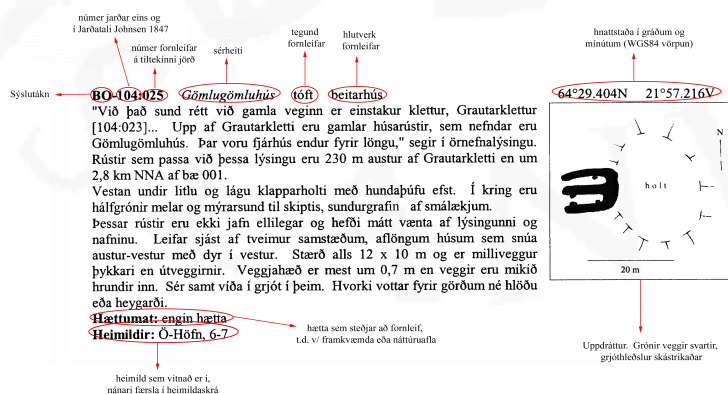 númer jarðar eins og
í Jarðatali Johnsen 1847
númer fornleifar
á tiltekinni jörð
sérheiti
tegund
fornleifar
hlutverk
fornleifar
hnattstaða í gráðum og
mínútum (WGS84 vörpun)
Sýslutákn
BO-104:025 Gömlugömluhús tóft beitarhús
64°29.404N 21°57.216V
"Við það sund rétt við gamla veginn er einstakur klettur, Grautarklettur
[104:023]... Upp af Grautarkletti eru gamlar húsarústir, sem nefndar eru
Gömlugömluhús. Þar voru fjárhús endur fyrir löngu," segir í örnefnalýsingu.
Rústir sem passa við þessa lýsingu eru 230 m austur af Grautarkletti en um
2,8 km NNA af bæ 001.
Vestan undir litlu og lágu klapparholti með hundaþúfu efst. Í kring eru
hálfgrónir melar og mýrarsund til skiptis, sundurgrafin af smálækjum.
Þessar rústir eru ekki jafn ellilegar og hefði mátt vænta af lýsingunni og
nafninu. Leifar sjást af tveimur samstæðum, aflöngum húsum sem snúa
austur-vestur með dyr í vestur. Stærð alls 12 x 10 m og er milliveggur
þykkari en útveggirnir. Veggjahæð er mest um 0,7 m en veggir eru mikið
hrundir inn. Sér samt víða í grjót í þeim. Hvorki vottar fyrir görðum né hlöðu
eða heygarði.
Hættumat: engin hætta
Heimildir: Ö-Höfn, 6-7
N
holt
20 m
hætta sem steðjar að fornleif,
t.d. v/ framkvæmda eða náttúruafla
Uppdráttur. Grónir veggir svartir,
grjóthleðslur skástrikaðar
heimild sem vitnað er í,
nánari færsla í heimildaskrá